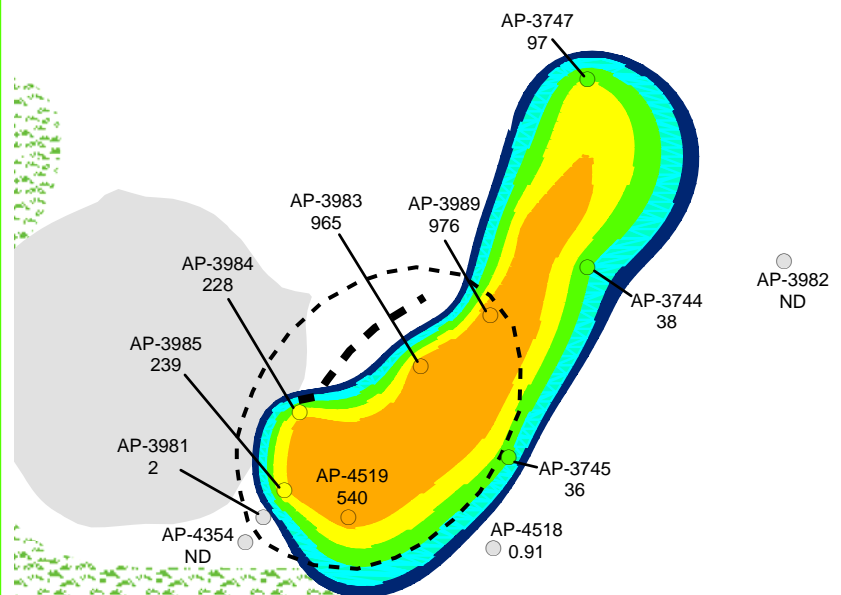 AP-3747
97
AP-3983
965
AP-3989
976
AP-3984
228
AP-3982
ND
AP-3744
38
AP-3985
239
AP-3981
2
AP-4519
540
AP-3745
36
AP-4354
ND
AP-4518
0.91